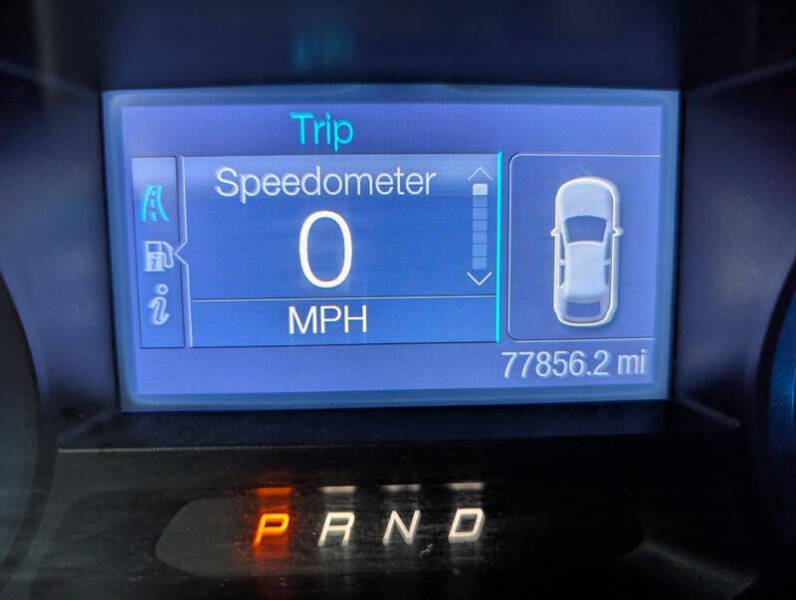 Trip
Speedometer
0
MPH
77856.2 mi
P R N D